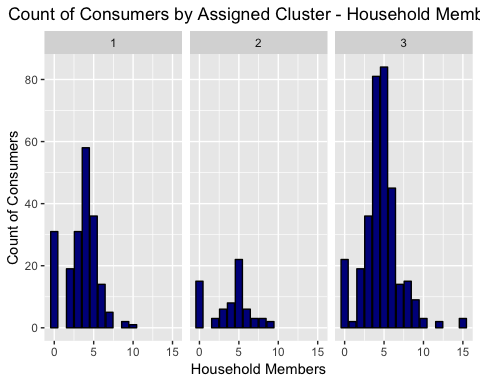 Count of Consumers by Assigned Cluster - Household Memb
1 2 3
80
60
40
20
0
0 5 10 15 0 5 10 15 0 5 10 15
Household Members
Count of Consumers